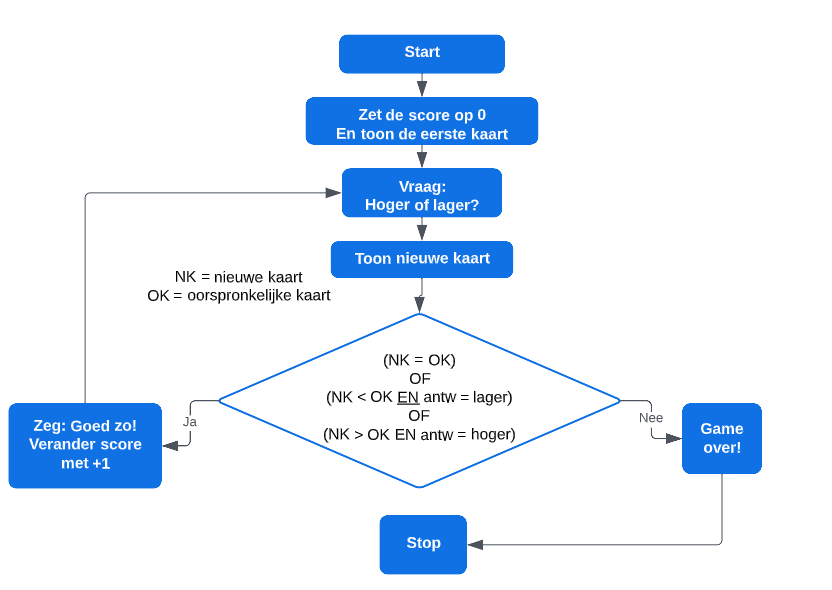 Start
Zet de score op 0
En toon de eerste kaart
Vraag:
Hoger of lager?
Toon nieuwe kaart
NK = nieuwe kaart
OK = oorspronkelijke kaart
(NK = OK)
OF
(NK < OK EN antw = lager)
OF
(NK > OK EN antw = hoger)
Ja
Nee
Zeg: Goed zo!
Verander score
met +1
Game
over!
Stop